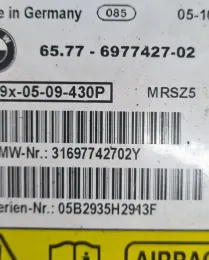 e in Germany 085 05-10
65.77 - 6977427-02
9x-05-09-430P MRSZ5
MW-Nr.: 31697742702Y
erien-Nr.: 05B2935H2943F
AIRBAG